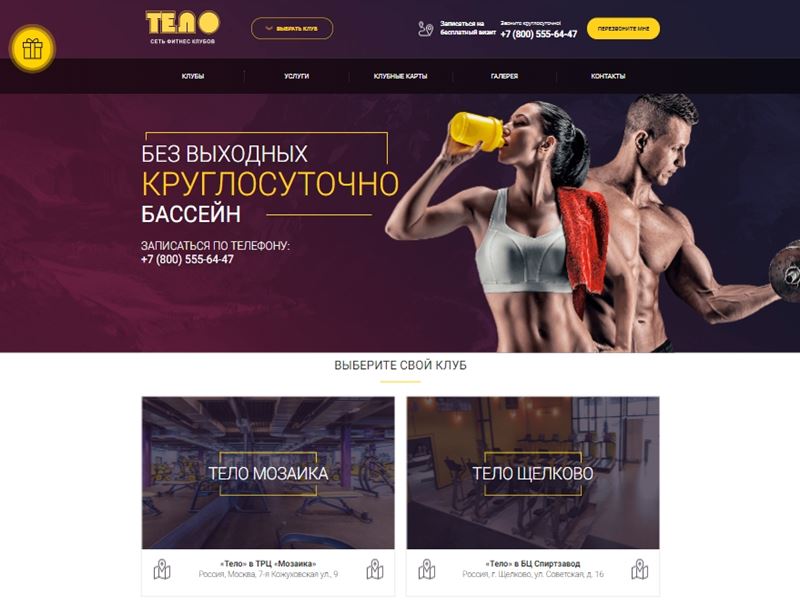 ТЕЛО
СЕТЬ ФИТНЕС КЛУБОВ
ВЫБРАТЬ КЛУБ
Записаться на
бесплатный визит
Звоните круглосуточно!
+7 (800) 555-64-47
ПЕРЕЗВОНИТЕ МНЕ
КЛУБЫ
УСЛУГИ
КЛУБНЫЕ КАРТЫ
ГАЛЕРЕЯ
КОНТАКТЫ
БЕЗ ВЫХОДНЫХ
КРУГЛОСУТОЧНО
БАССЕЙН
ЗАПИСАТЬСЯ ПО ТЕЛЕФОНУ:
+7 (800) 555-64-47
ВЫБЕРИТЕ СВОЙ КЛУБ
ТЕЛО МОЗАИКА
ТЕЛО ЩЕЛКОВО
«Тело» в ТРЦ «Мозаика»
Россия, Москва, 7-я Кожуховская ул., 9
«Тело» в БЦ Спиртзавод
Россия, г. Щелково, ул. Советская, д. 16